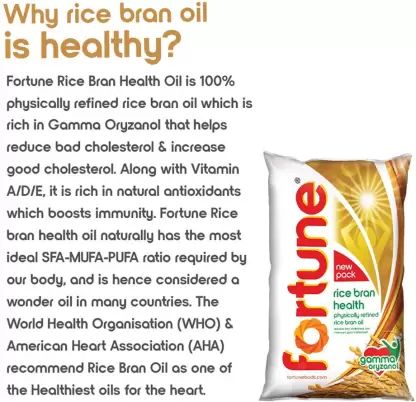 Why rice bran oil
is healthy?
Fortune Rice Bran Health Oil is 100%
physically refined rice bran oil which is
rich in Gamma Oryzanol that helps
reduce bad cholesterol & increase
good cholesterol. Along with Vitamin
A/D/E, it is rich in natural antioxidants
which boosts immunity. Fortune Rice
bran health oil naturally has the most
ideal SFA-MUFA-PUFA ratio required by
our body, and is hence considered a
wonder oil in many countries. The
World Health Organisation (WHO) &
American Heart Association (AHA)
recommend Rice Bran Oil as one of
the Healthiest oils for the heart.
fortune®
new
pack
rice bran
health
physically refined
rice bran oil
gamma
oryzanol
fortunefoods.com